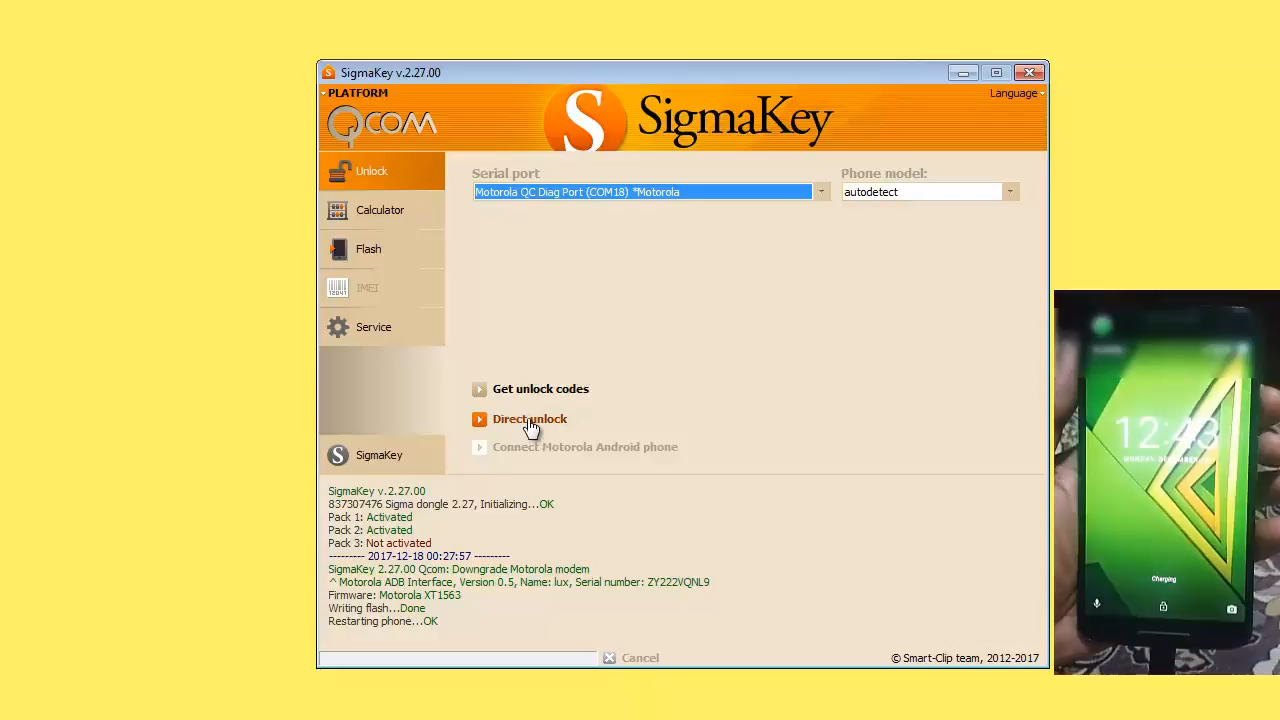 SigmaKey v.2.27.00
PLATFORM
Language
QCOM
S SigmaKey
Unlock
Serial port
Phone model:
Motorola QC Diag Port (COM18) *Motorola
autodetect
Calculator
Flash
IMEI
Service
Get unlock codes
Direct unlock
Connect Motorola Android phone
SigmaKey
SigmaKey v.2.27.00
837307476 Sigma dongle 2.27, Initializing...OK
Pack 1: Activated
Pack 2: Activated
Pack 3: Not activated
--------- 2017-12-18 00:27:57 ---------
SigmaKey 2.27.00 Qcom: Downgrade Motorola modem
^ Motorola ADB Interface, Version 0.5, Name: lux, Serial number: ZY222VQNL9
Firmware: Motorola XT1563
Writing flash...Done
Restarting phone...OK
Cancel
© Smart-Clip team, 2012-2017
12:43
Charging